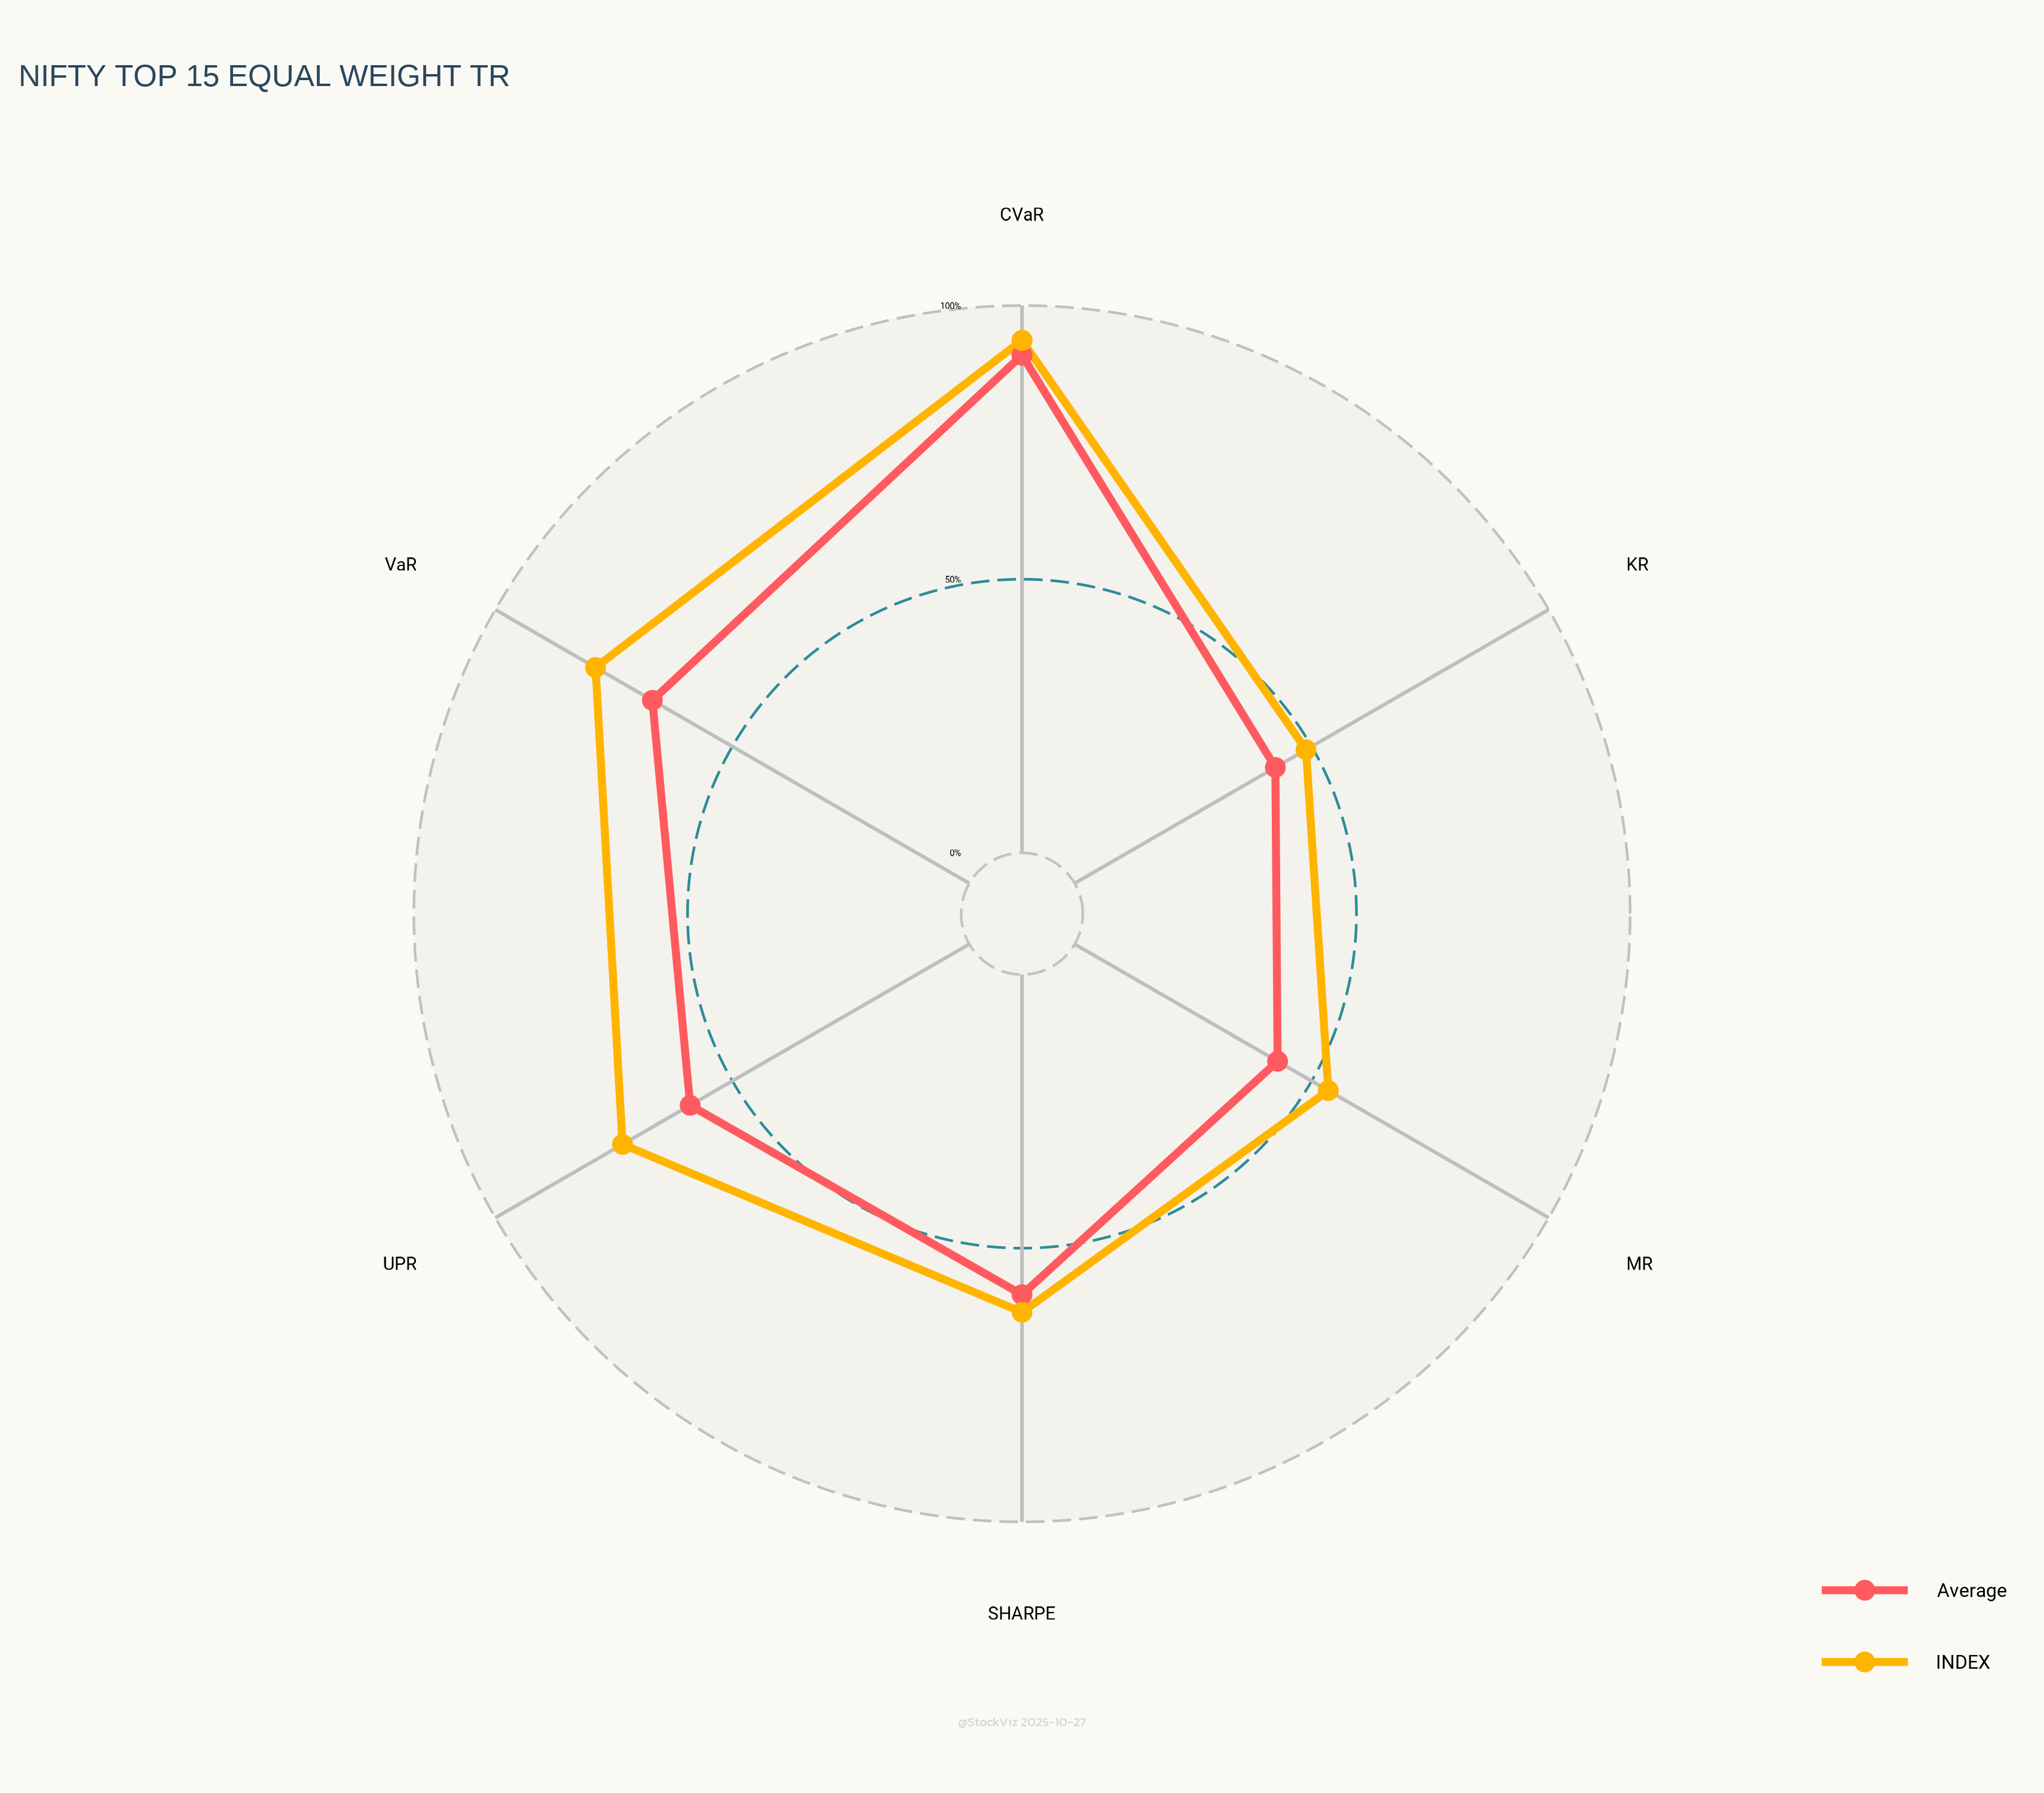 NIFTY TOP 15 EQUAL WEIGHT TR
CVaR
100%
VaR
KR
50%
0%
UPR
MR
SHARPE
Average
INDEX
@StockViz 2025-10-27